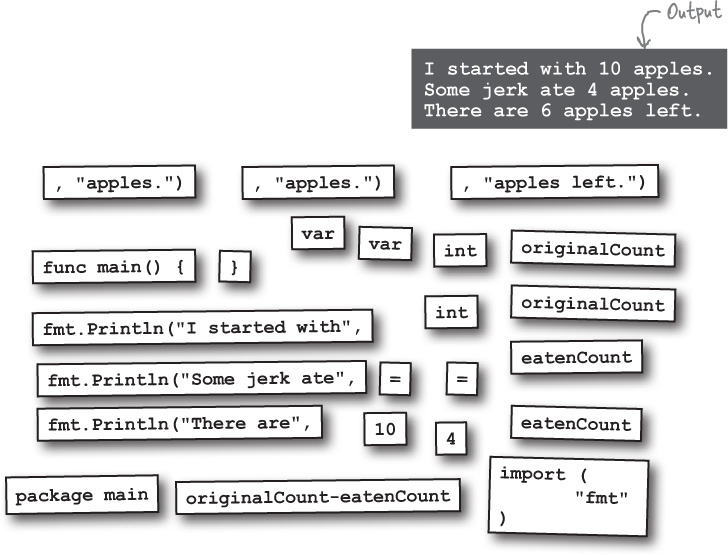 Output
I started with 10 apples.
Some jerk ate 4 apples.
There are 6 apples left.
, "apples.")
, "apples.")
, "apples left.")
var
var
int
originalCount
func main() {
}
originalCount
int
fmt.Println("I started with",
eatenCount
fmt.Println("Some jerk ate",
=
=
fmt.Println("There are",
10
4
eatenCount
package main
originalCount-eatenCount
import (
"fmt"
)